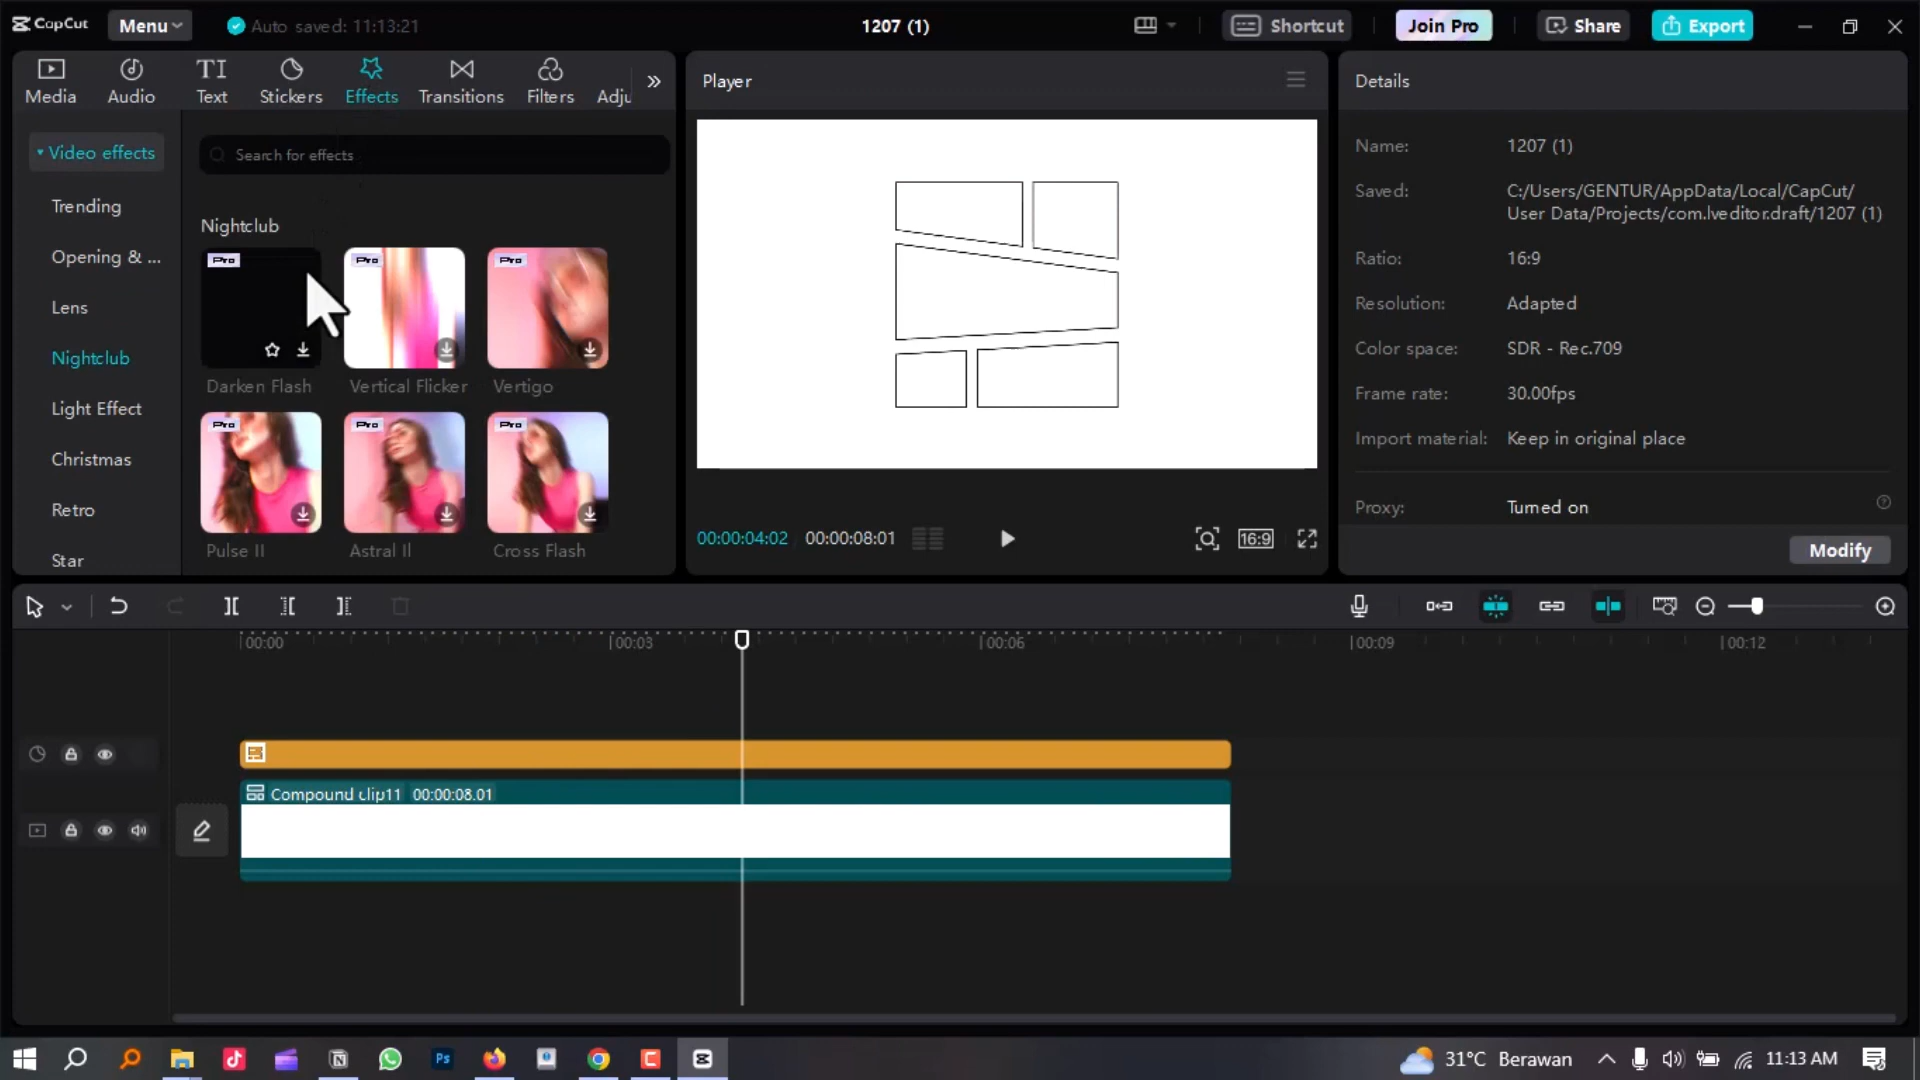 CapCut
Menu
Auto saved: 11:13:21
1207 (1)
Shortcut
Join Pro
Share
Export
Media
Audio
TI
Text
Stickers
Effects
Transitions
Filters
Adju
Player
Details
Video effects
Trending
Opening & ...
Lens
Nightclub
Light Effect
Christmas
Retro
Star
Search for effects
Nightclub
Pro
Pro
Pro
Darken Flash
Vertical Flicker
Vertigo
Pro
Pro
Pro
Pulse II
Astral II
Cross Flash
00:00:04:02
00:00:08:01
16:9
Name:
1207 (1)
Saved:
C:/Users/GENTUR/AppData/Local/CapCut/
User Data/Projects/com.lveditor.draft/1207 (1)
Ratio:
16:9
Resolution:
Adapted
Color space:
SDR - Rec.709
Frame rate:
30.00fps
Import material:
Keep in original place
Proxy:
Turned on
Modify
00:00
00:03
00:06
00:09
00:12
Compound clip11 00:00:08.01
Ps
31°C Berawan
11:13 AM